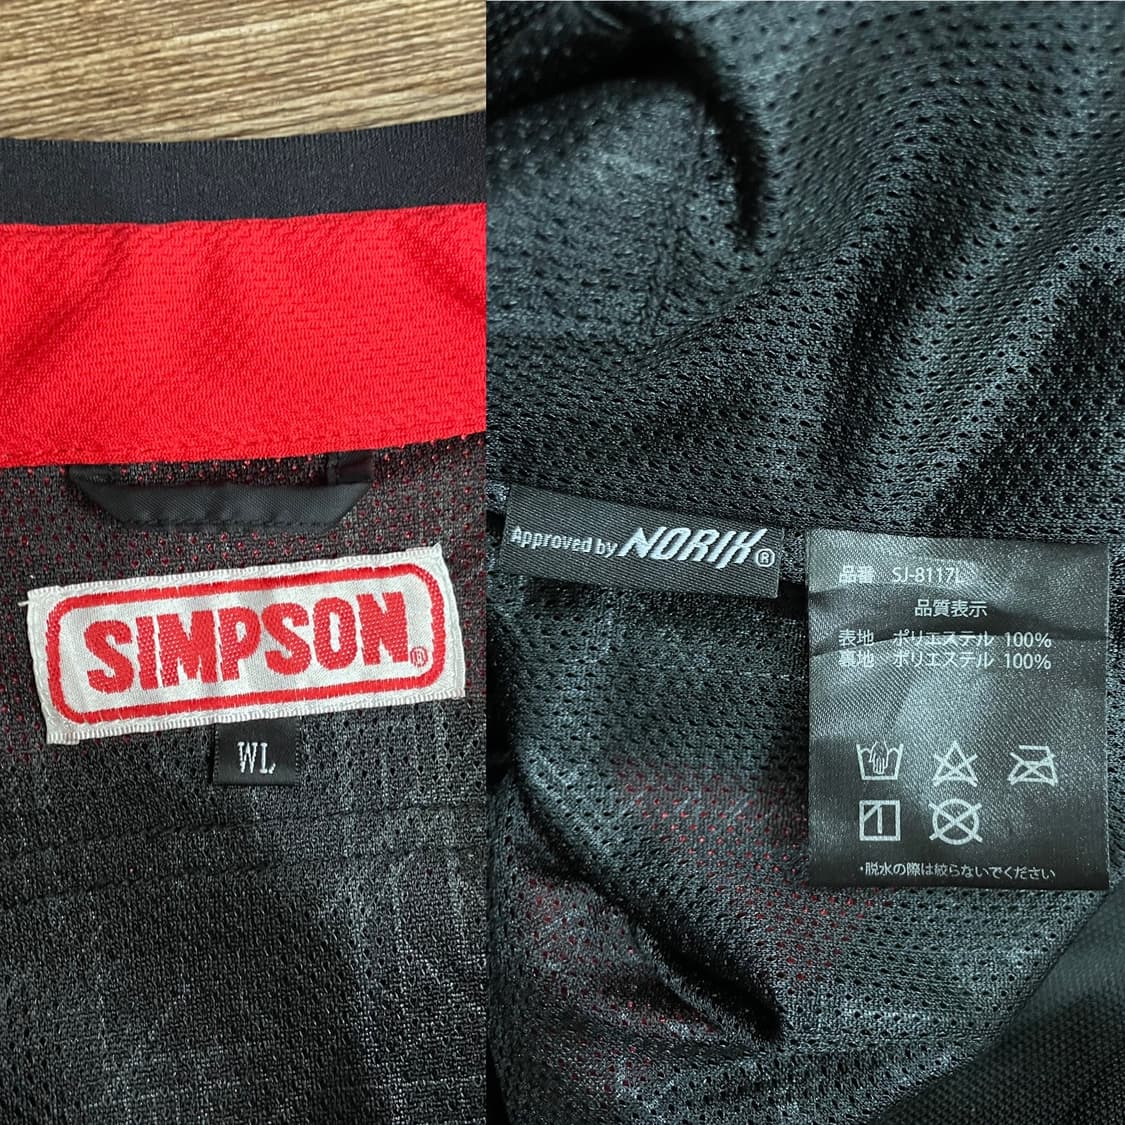 SIMPSON®
WL
Approved by NORIX®
品番 SJ-8117L
品質表示
表地 ポリエステル 100%
裏地 ポリエステル 100%
・脱水の際は絞らないでください